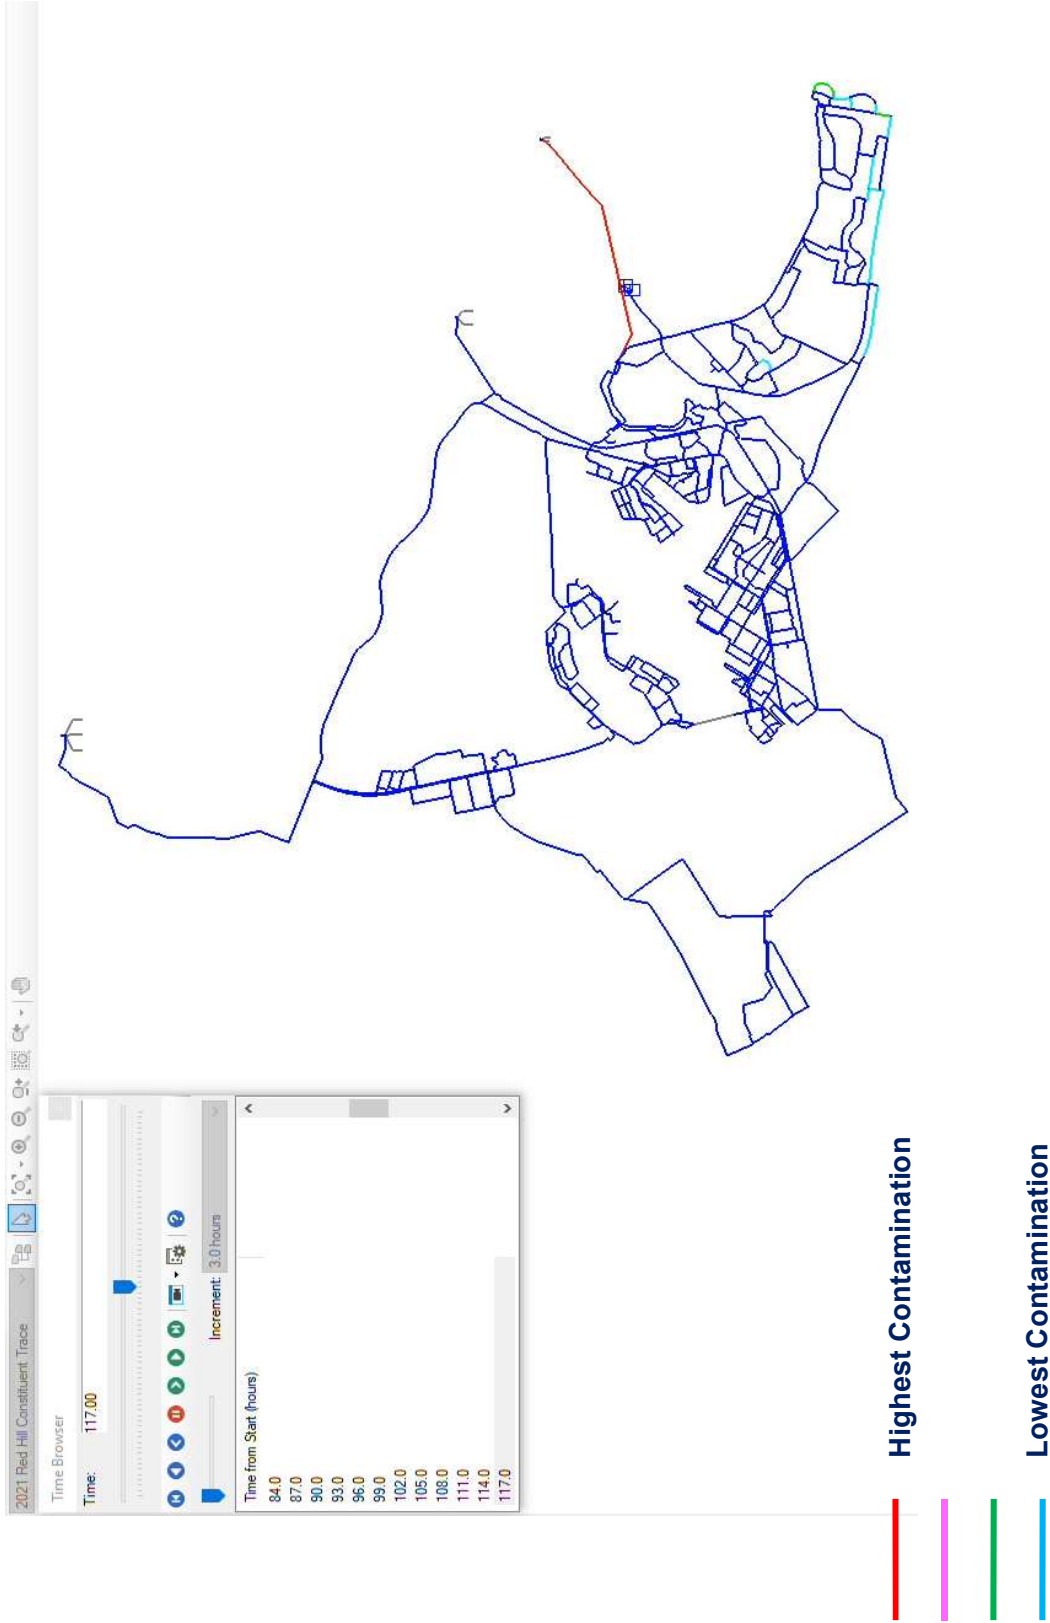 2021 Red Hill Constituent Trace
Time Browser
Time: 117.00
Increment: 3.0 hours
Time from Start (hours)
84.0
87.0
90.0
93.0
96.0
99.0
102.0
105.0
108.0
111.0
114.0
117.0
Highest Contamination
Lowest Contamination